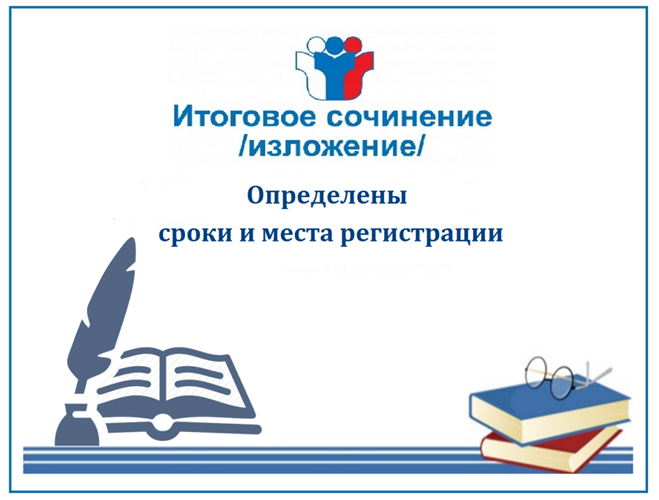 Итоговое сочинение
/изложение/
Определены
сроки и места регистрации